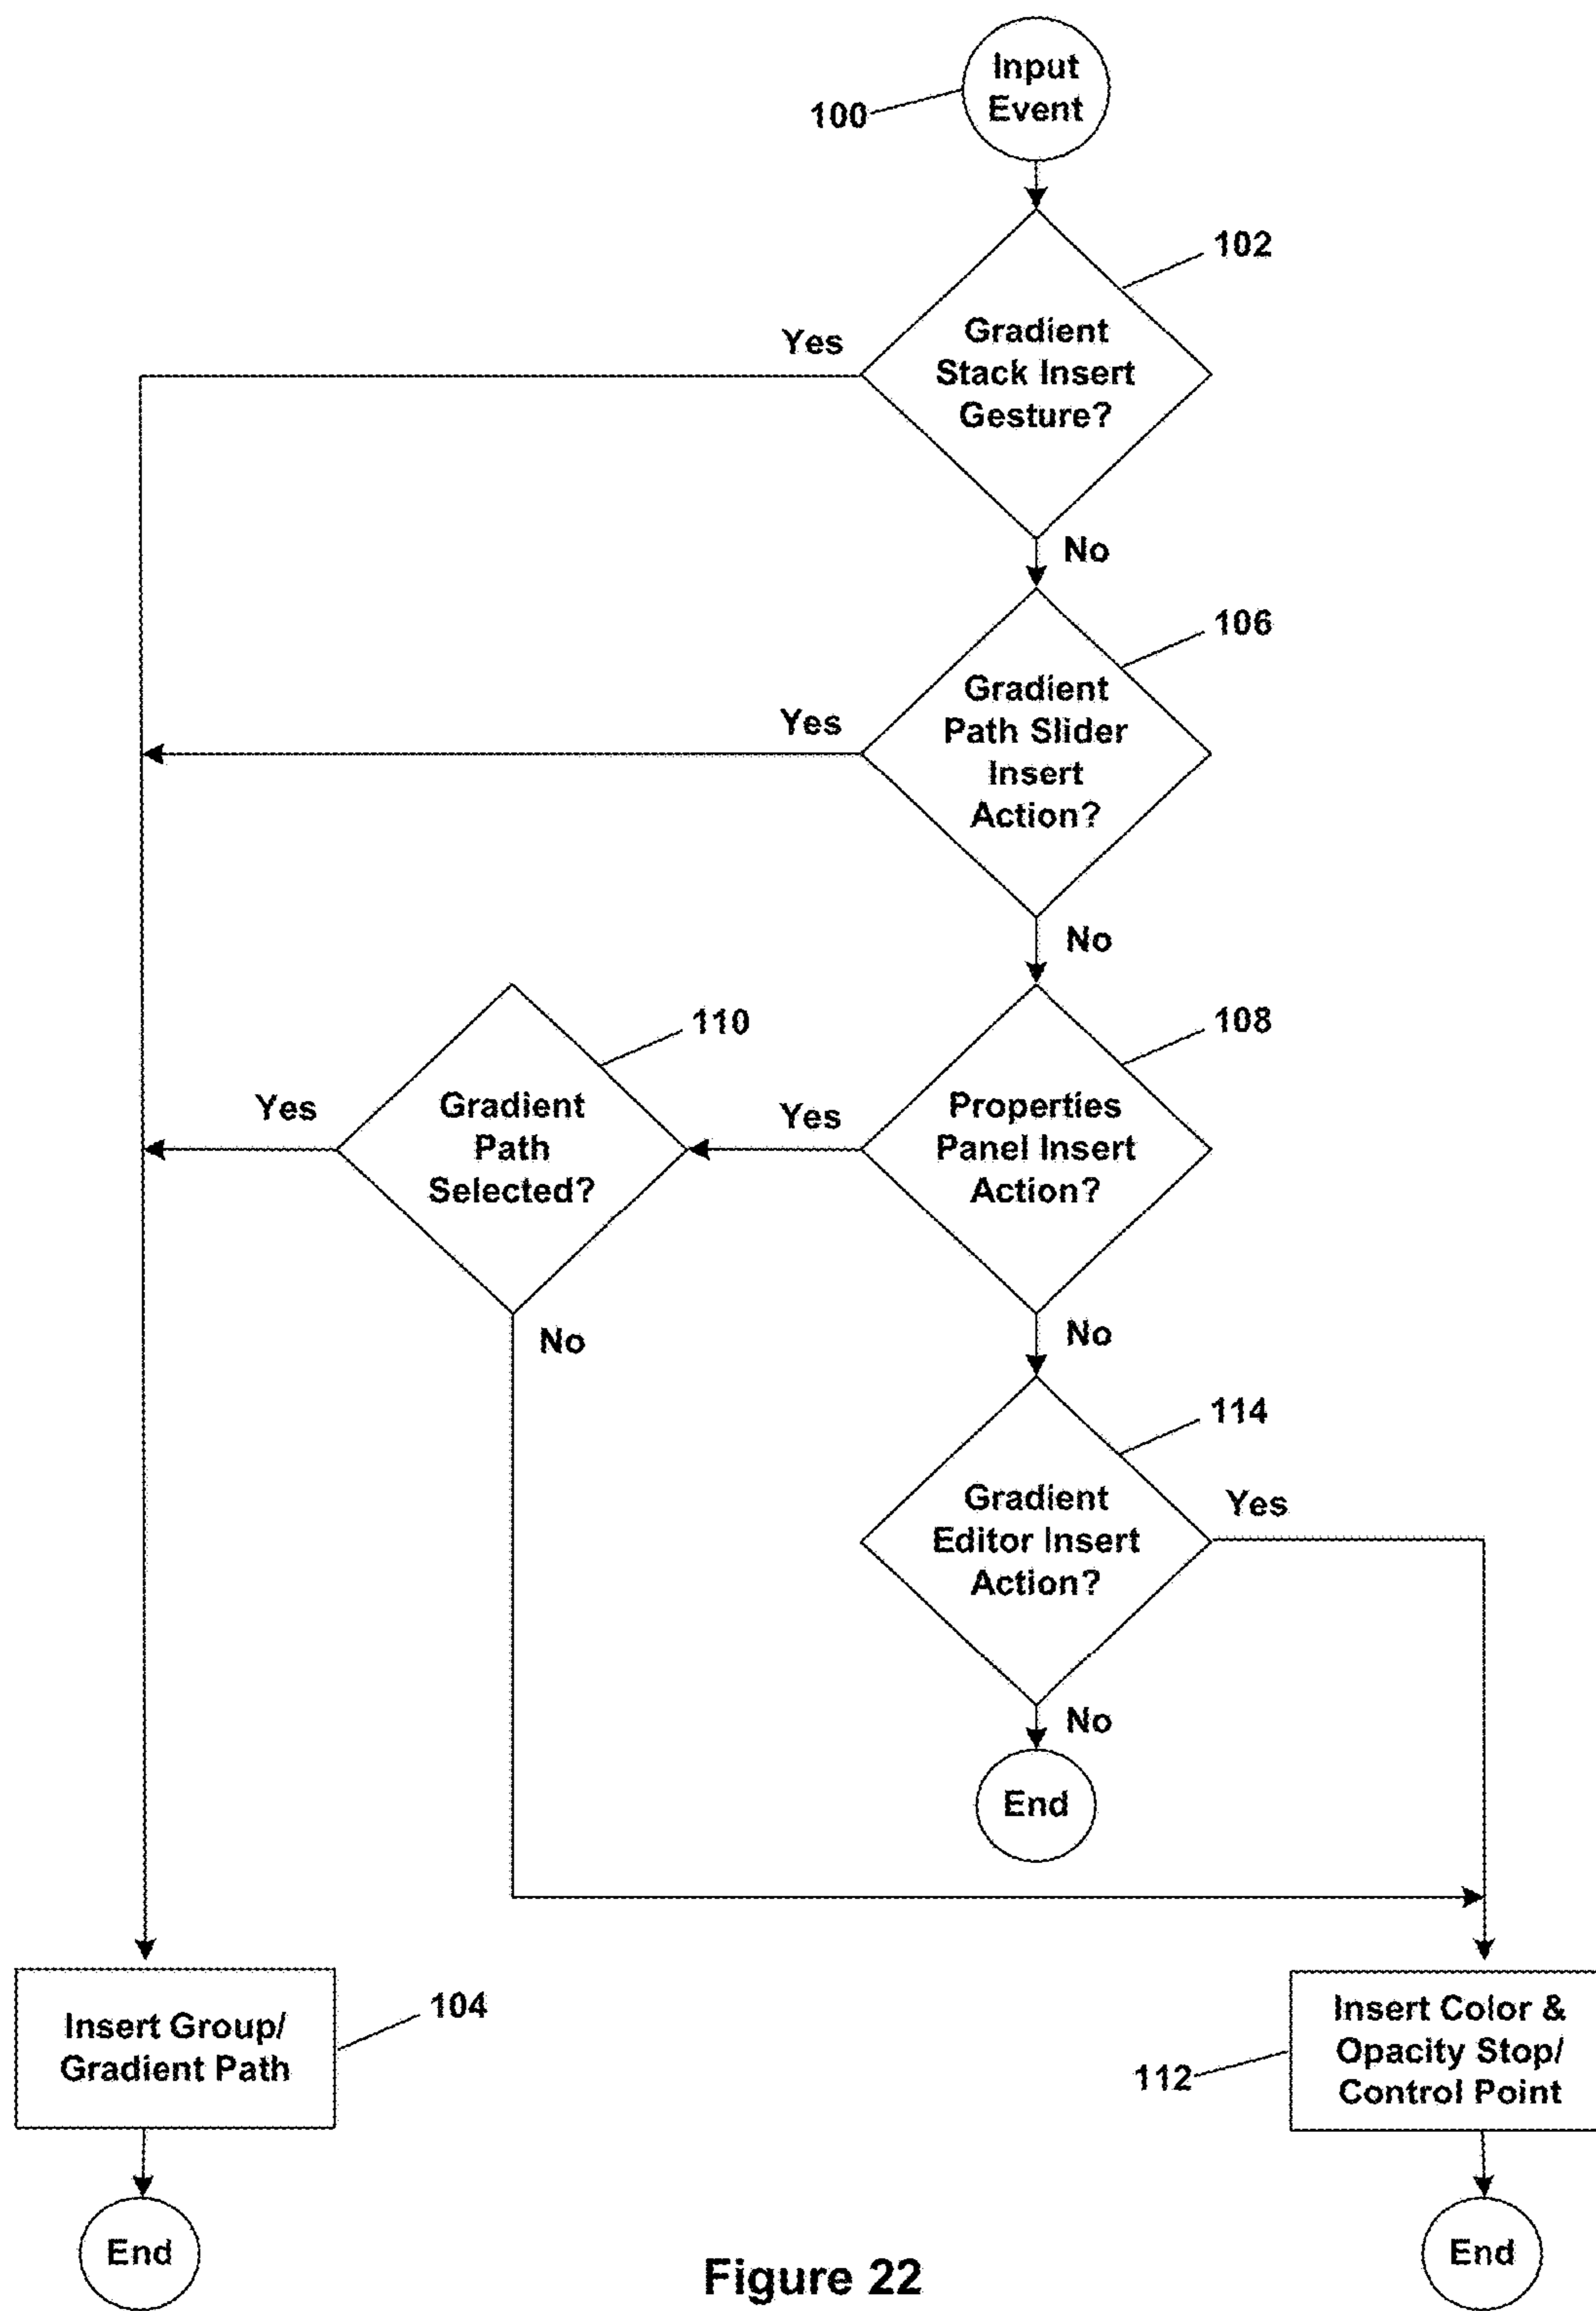 Input
Event
100
102
Gradient
Stack Insert
Gesture?
Yes
No
106
Gradient
Path Slider
Insert
Action?
Yes
No
108
Properties
Panel Insert
Action?
Yes
110
Gradient
Path
Selected?
Yes
No
No
114
Gradient
Editor Insert
Action?
Yes
No
End
Insert Group/
Gradient Path
104
Insert Color &
Opacity Stop/
Control Point
112
End
End
Figure 22